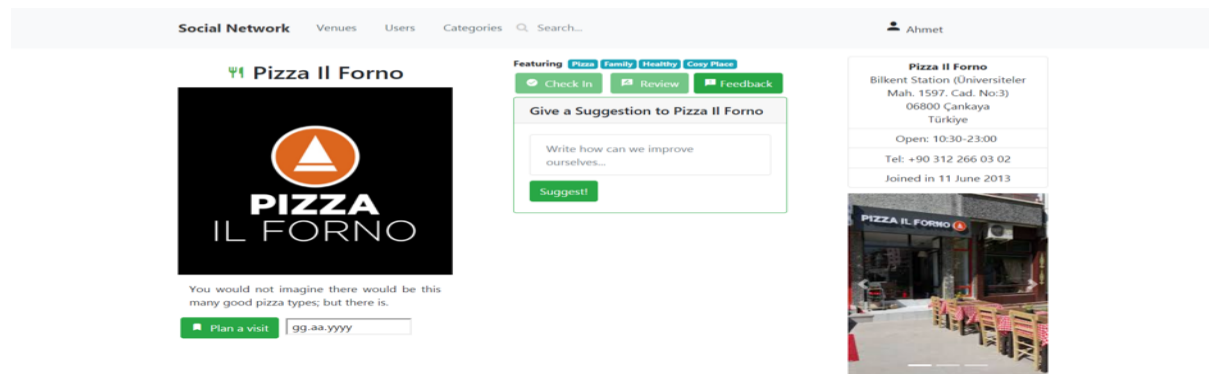 Social Network Venues Users Categories Search... Ahmet
Pizza Il Forno
PIZZA
IL FORNO
You would not imagine there would be this
many good pizza types; but there is.
Plan a visit gg.aa.yyyy
Featuring Pizza Family Healthy Cosy Place
Check In Review Feedback
Give a Suggestion to Pizza Il Forno
Write how can we improve
ourselves...
Suggest!
Pizza Il Forno
Bilkent Station (Üniversiteler
Mah. 1597. Cad. No:3)
06800 Çankaya
Türkiye
Open: 10:30-23:00
Tel: +90 312 266 03 02
Joined in 11 June 2013
PIZZA IL FORNO